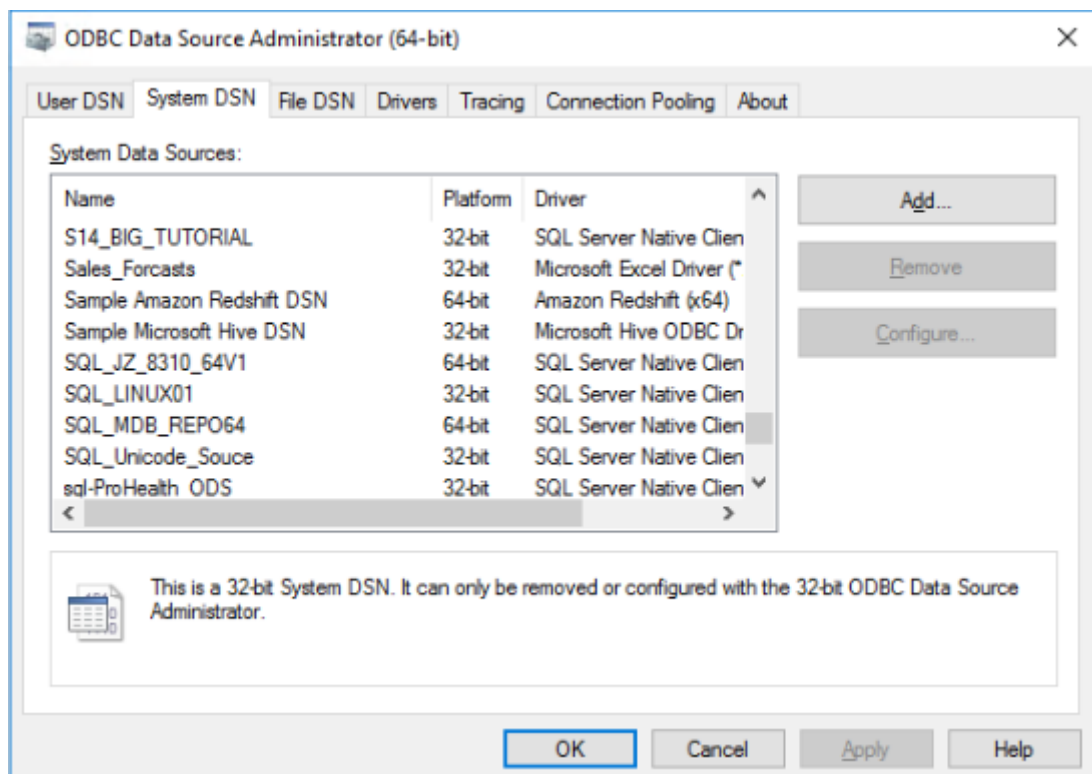 ODBC Data Source Administrator (64-bit)
User DSN System DSN File DSN Drivers Tracing Connection Pooling About
System Data Sources:
Name Platform Driver
S14_BIG_TUTORIAL 32-bit SQL Server Native Clien
Sales_Forcasts 32-bit Microsoft Excel Driver (*
Sample Amazon Redshift DSN 64-bit Amazon Redshift (x64)
Sample Microsoft Hive DSN 32-bit Microsoft Hive ODBC Dr
SQL_JZ_8310_64V1 64-bit SQL Server Native Clien
SQL_LINUX01 32-bit SQL Server Native Clien
SQL_MDB_REPO64 64-bit SQL Server Native Clien
SQL_Unicode_Souce 32-bit SQL Server Native Clien
sql-ProHealth_ODS 32-bit SQL Server Native Clien
Add...
Remove
Configure...
This is a 32-bit System DSN. It can only be removed or configured with the 32-bit ODBC Data Source
Administrator.
OK Cancel Apply Help